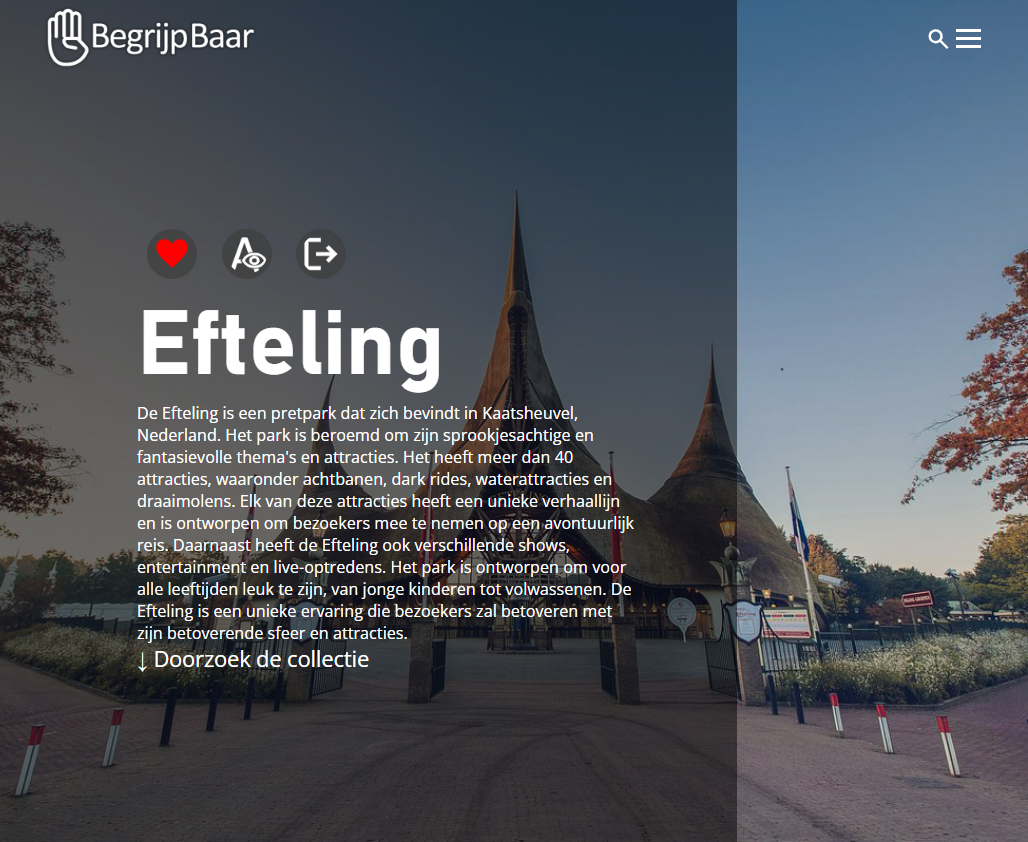 BegrijpBaar
Efteling
De Efteling is een pretpark dat zich bevindt in Kaatsheuvel,
Nederland. Het park is beroemd om zijn sprookjesachtige en
fantasievolle thema's en attracties. Het heeft meer dan 40
attracties, waaronder achtbanen, dark rides, waterattracties en
draaimolens. Elk van deze attracties heeft een unieke verhaallijn
en is ontworpen om bezoekers mee te nemen op een avontuurlijk
reis. Daarnaast heeft de Efteling ook verschillende shows,
entertainment en live-optredens. Het park is ontworpen om voor
alle leeftijden leuk te zijn, van jonge kinderen tot volwassenen. De
Efteling is een unieke ervaring die bezoekers zal betoveren met
zijn betoverende sfeer en attracties.
↓ Doorzoek de collectie